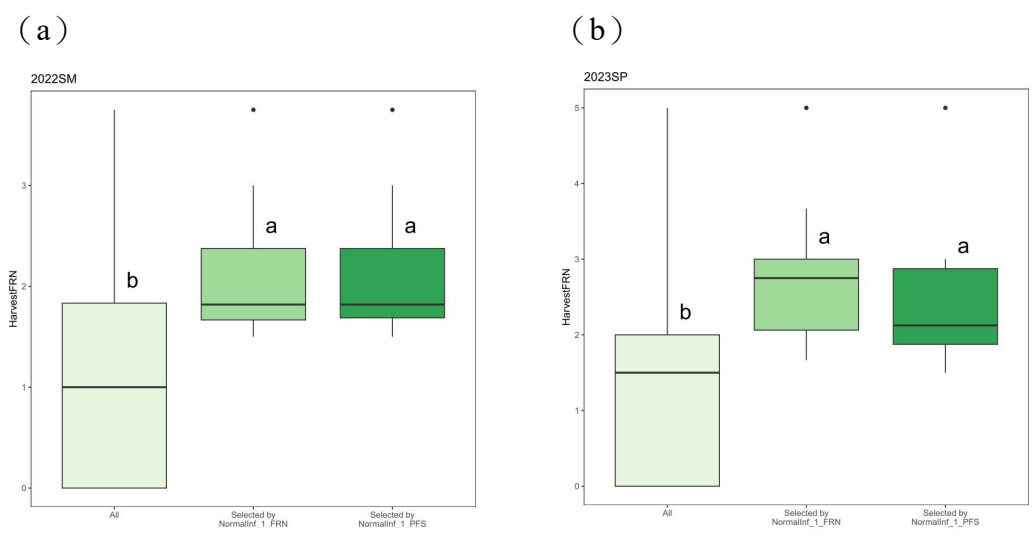 （a）
2022SM
HarvestFRN
3
2
1
0
b
a
a
All
Selected by
NormalInf_1_FRN
Selected by
NormalInf_1_PFS
（b）
2023SP
HarvestFRN
5
4
3
2
1
0
b
a
a
All
Selected by
NormalInf_1_FRN
Selected by
NormalInf_1_PFS